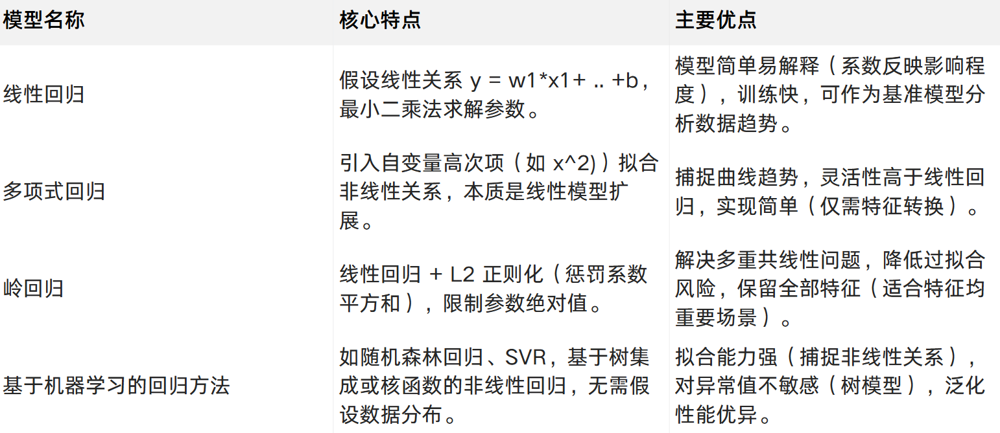 模型名称
核心特点
主要优点
线性回归
假设线性关系 y = w1*x1+ .. +b，
最小二乘法求解参数。
模型简单易解释（系数反映影响程
度），训练快，可作为基准模型分
析数据趋势。
多项式回归
引入自变量高次项（如 x^2)）拟合
非线性关系，本质是线性模型扩
展。
捕捉曲线趋势，灵活性高于线性回
归，实现简单（仅需特征转换）。
岭回归
线性回归 + L2 正则化（惩罚系数
平方和），限制参数绝对值。
解决多重共线性问题，降低过拟合
风险，保留全部特征（适合特征均
重要场景）。
基于机器学习的回归方法
如随机森林回归、SVR，基于树集
成或核函数的非线性回归，无需假
设数据分布。
拟合能力强（捕捉非线性关系），
对异常值不敏感（树模型），泛化
性能优异。